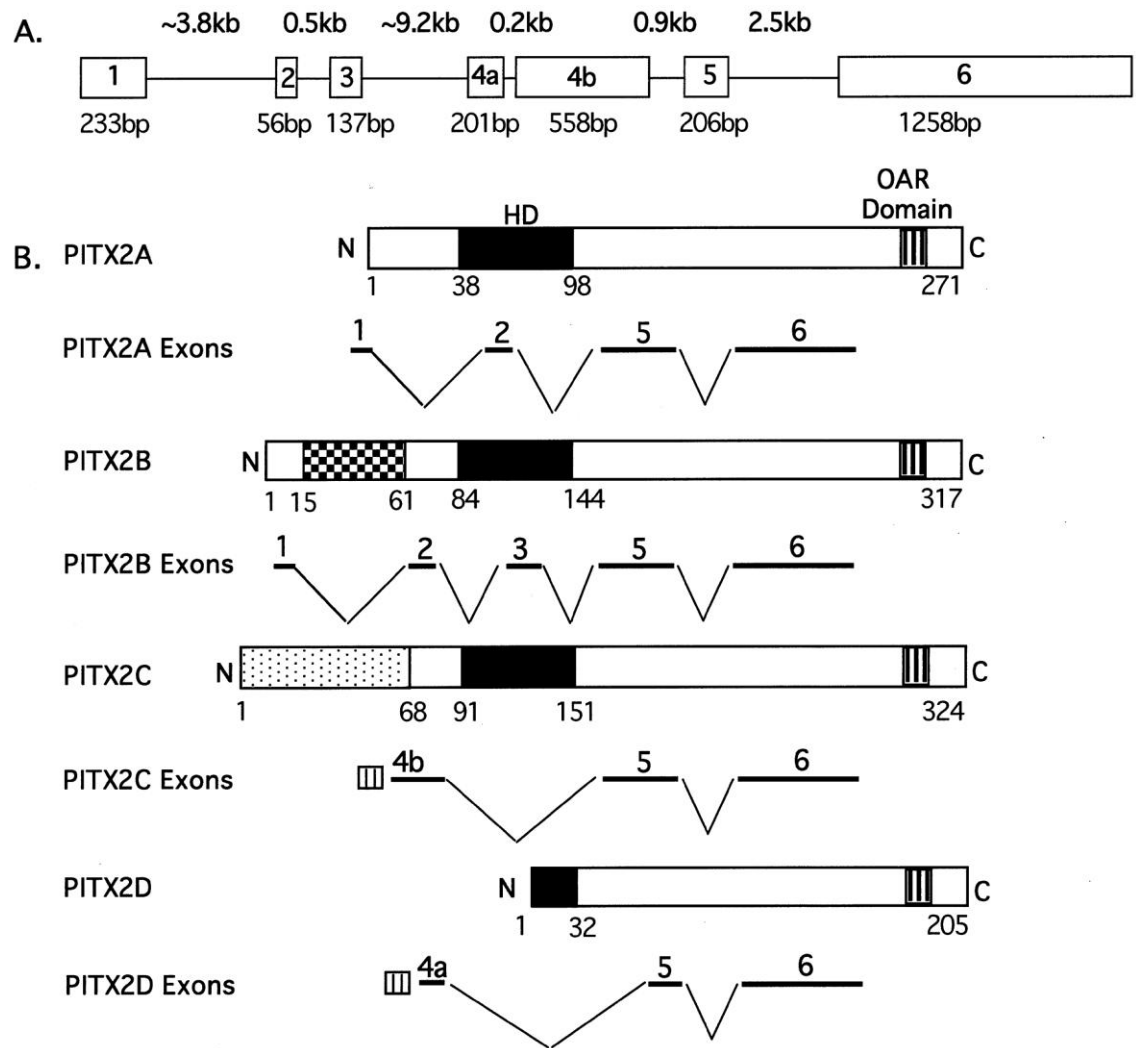 A.
~3.8kb 0.5kb ~9.2kb 0.2kb 0.9kb 2.5kb
1 2 3 4a 4b 5 6
233bp 56bp 137bp 201bp 558bp 206bp 1258bp
OAR
Domain
HD
B. PITX2A N C
1 38 98 271
PITX2A Exons 1 2 5 6
PITX2B N C
1 15 61 84 144 317
PITX2B Exons 1 2 3 5 6
PITX2C N C
1 68 91 151 324
PITX2C Exons 4b 5 6
PITX2D N C
1 32 205
PITX2D Exons 4a 5 6